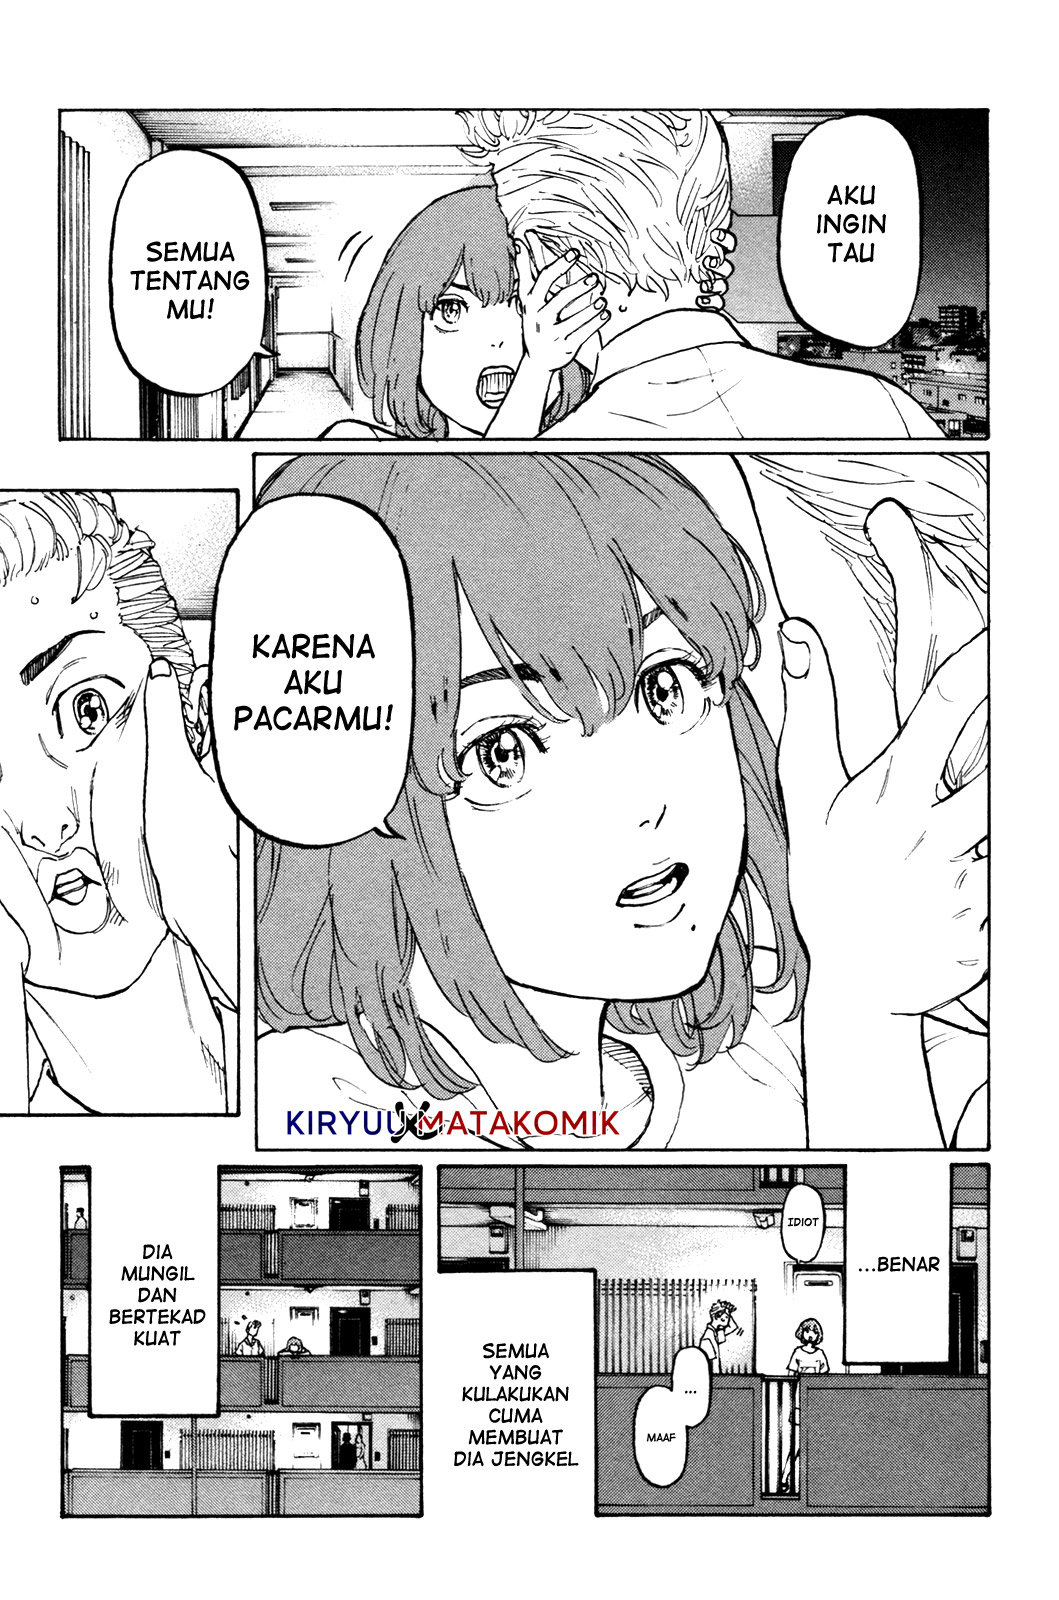 AKU
INGIN
TAU
SEMUA
TENTANG
MU!
KARENA
AKU
PACARMU!
KIRYUU X MATAKOMIK
...BENAR
IDIOT
...
MAAF
SEMUA
YANG
KULAKUKAN
CUMA
MEMBUAT
DIA JENGKEL
DIA
MUNGIL
DAN
BERTEKAD
KUAT